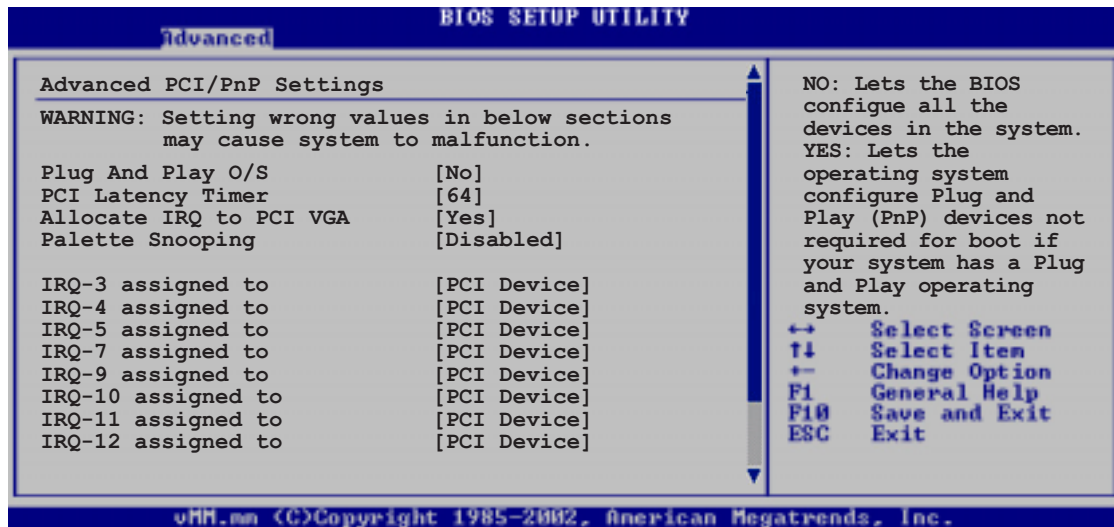 BIOS SETUP UTILITY
Advanced
Advanced PCI/PnP Settings
WARNING: Setting wrong values in below sections
may cause system to malfunction.
Plug And Play O/S [No]
PCI Latency Timer [64]
Allocate IRQ to PCI VGA [Yes]
Palette Snooping [Disabled]
IRQ-3 assigned to [PCI Device]
IRQ-4 assigned to [PCI Device]
IRQ-5 assigned to [PCI Device]
IRQ-7 assigned to [PCI Device]
IRQ-9 assigned to [PCI Device]
IRQ-10 assigned to [PCI Device]
IRQ-11 assigned to [PCI Device]
IRQ-12 assigned to [PCI Device]
NO: Lets the BIOS
configue all the
devices in the system.
YES: Lets the
operating system
configure Plug and
Play (PnP) devices not
required for boot if
your system has a Plug
and Play operating
system.
←→ Select Screen
↑↓ Select Item
+- Change Option
F1 General Help
F10 Save and Exit
ESC Exit
vMM.mm (C)Copyright 1985-2002, American Megatrends, Inc.